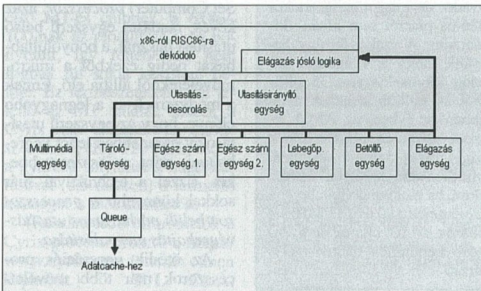 x86-ról RISC86-ra
dekódoló
Elágazás jósló logika
Utasítás -
besorolás
Utasításirányító
egység
Multimédia
egység
Tároló-
egység
Egész szám
egység 1.
Egész szám
egység 2.
Lebegőp.
egység
Betöltő
egység
Elágazás
egység
Queue
Adatcache-hez